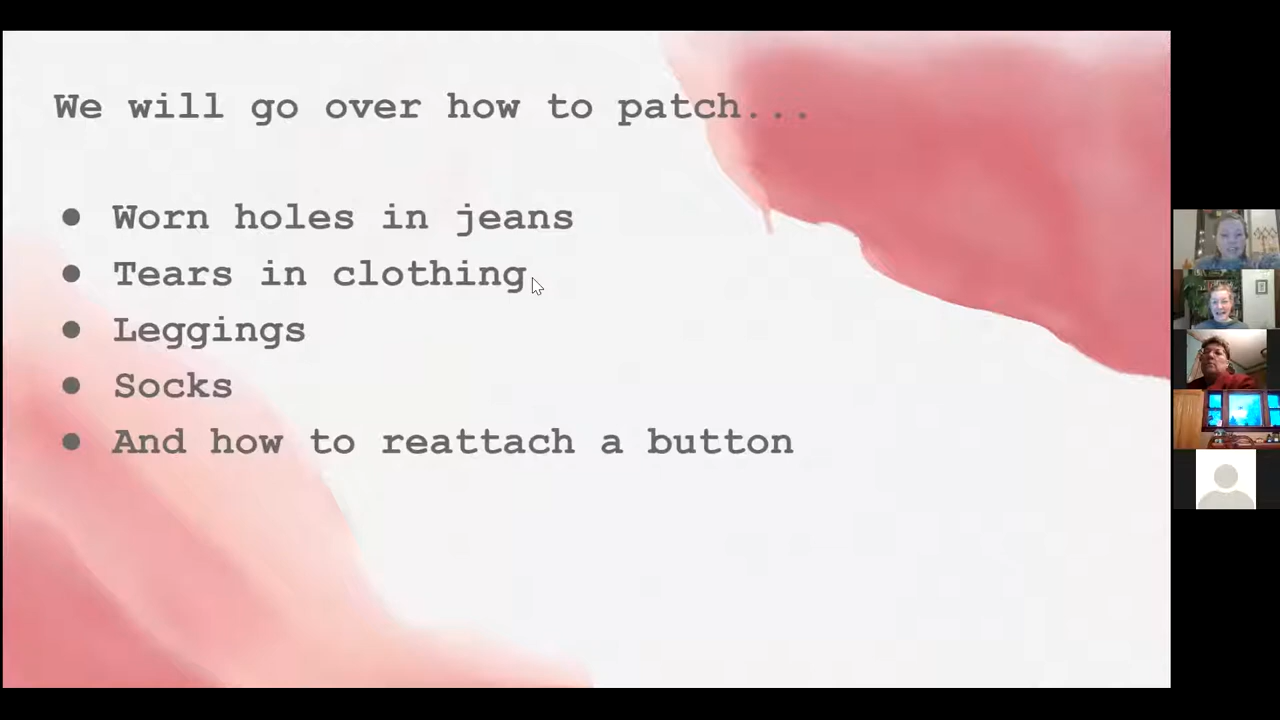 We will go over how to patch...
● Worn holes in jeans
● Tears in clothing
● Leggings
● Socks
● And how to reattach a button